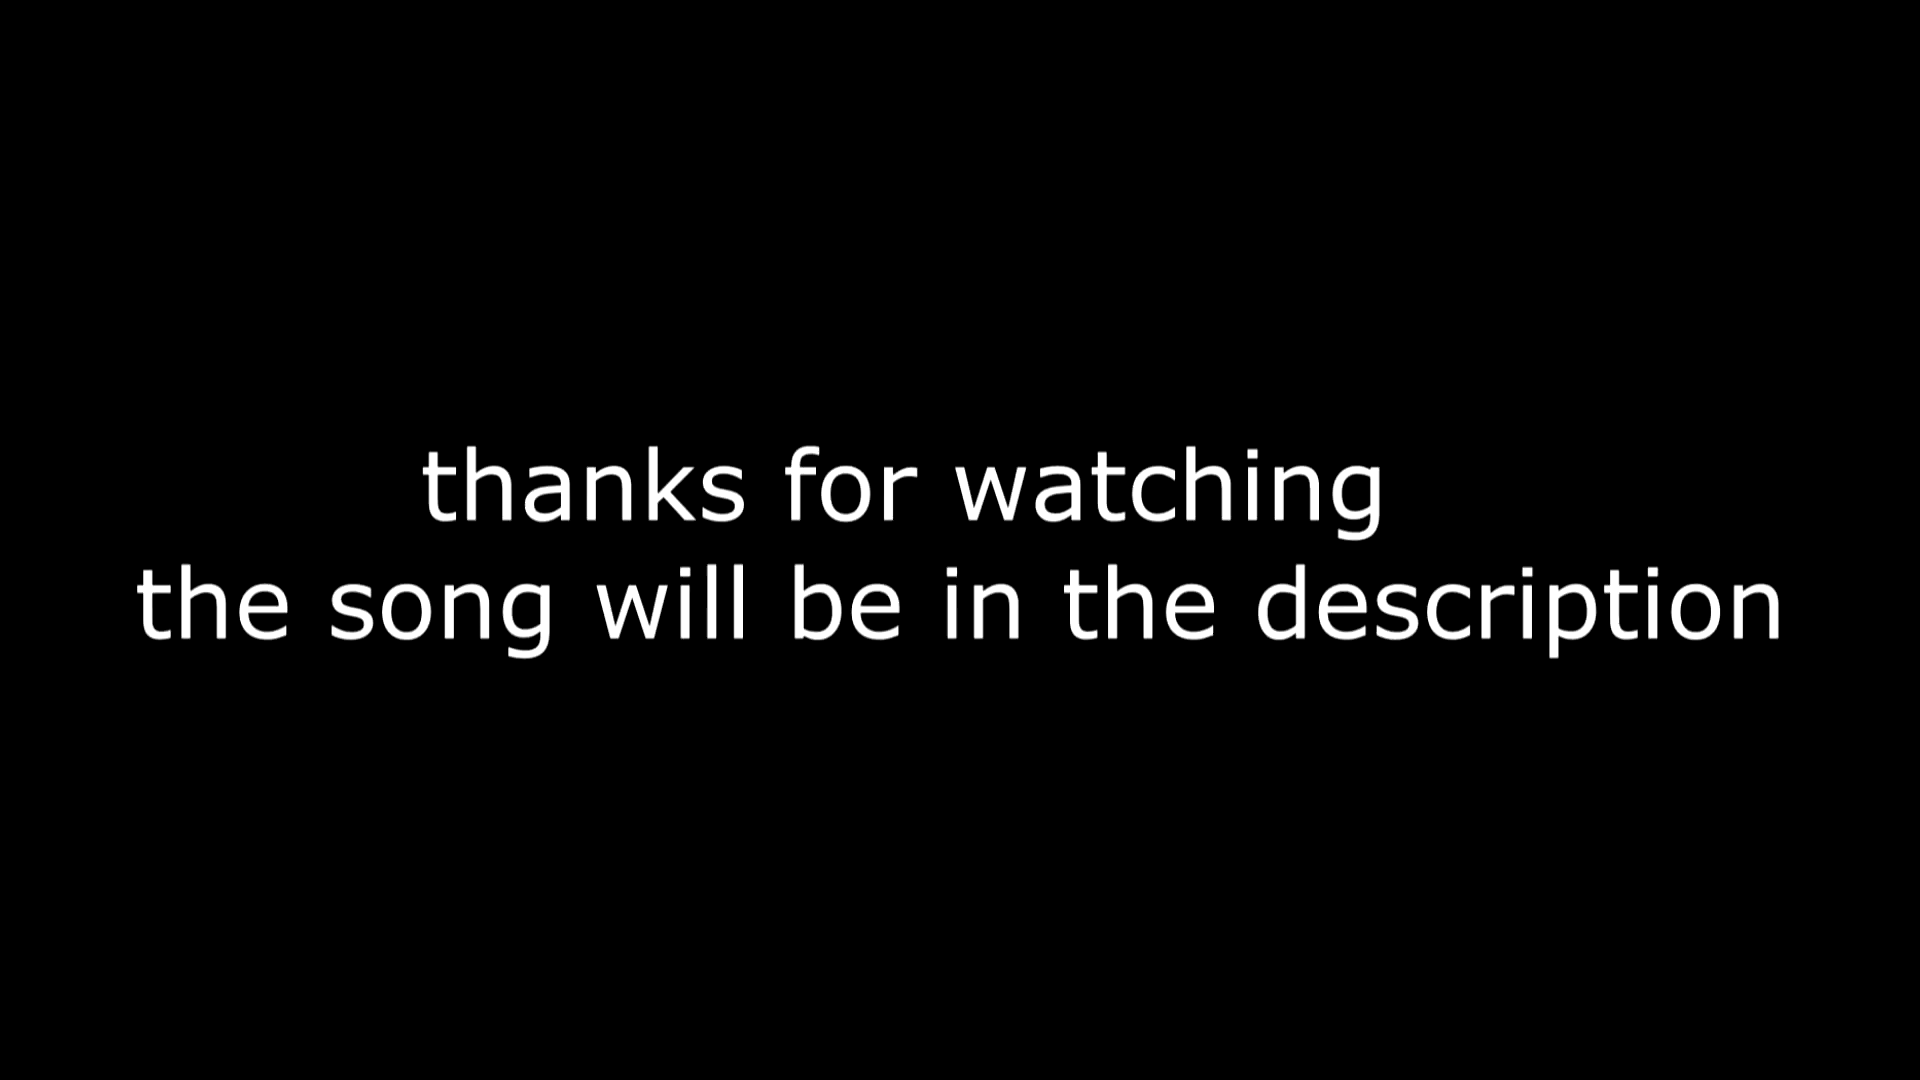 thanks for watching
the song will be in the description